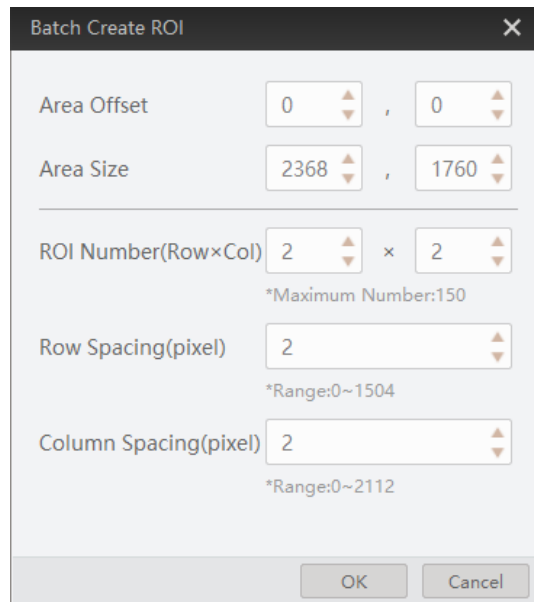 Batch Create ROI
Area Offset 0 , 0
Area Size 2368 , 1760
ROI Number(Row×Col) 2 × 2
*Maximum Number:150
Row Spacing(pixel) 2
*Range:0~1504
Column Spacing(pixel) 2
*Range:0~2112
OK Cancel